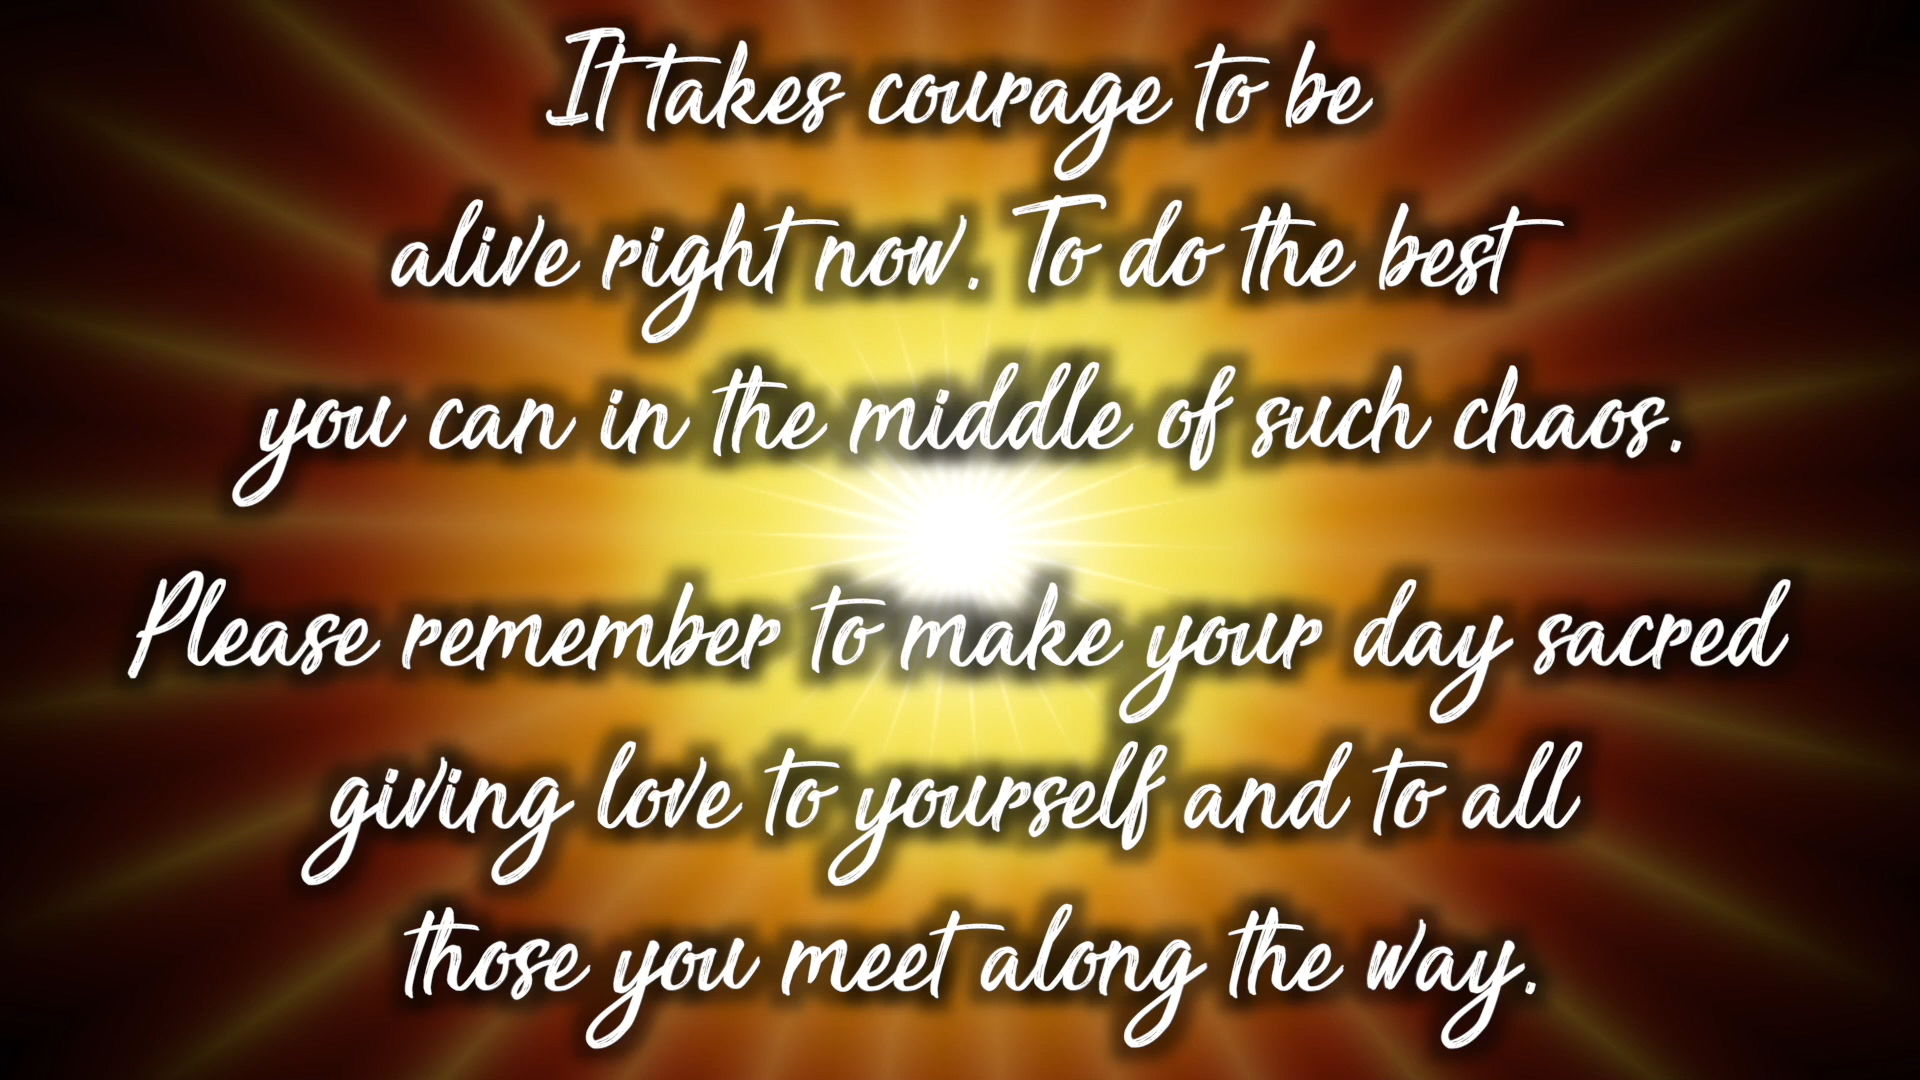 It takes courage to be
alive right now. To do the best
you can in the middle of such chaos.
Please remember to make your day sacred
giving love to yourself and to all
those you meet along the way.